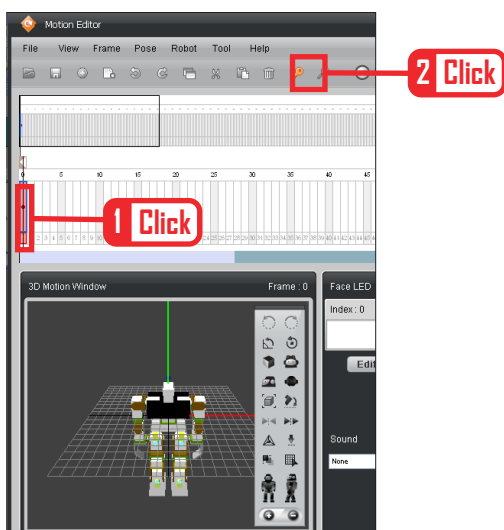 Motion Editor
File View Frame Pose Robot Tool Help
2 Click
0 5 10 15 20 25 30 35 40 45
1 Click
3D Motion Window Frame : 0
Face LED
Index : 0
Edit
Sound
None